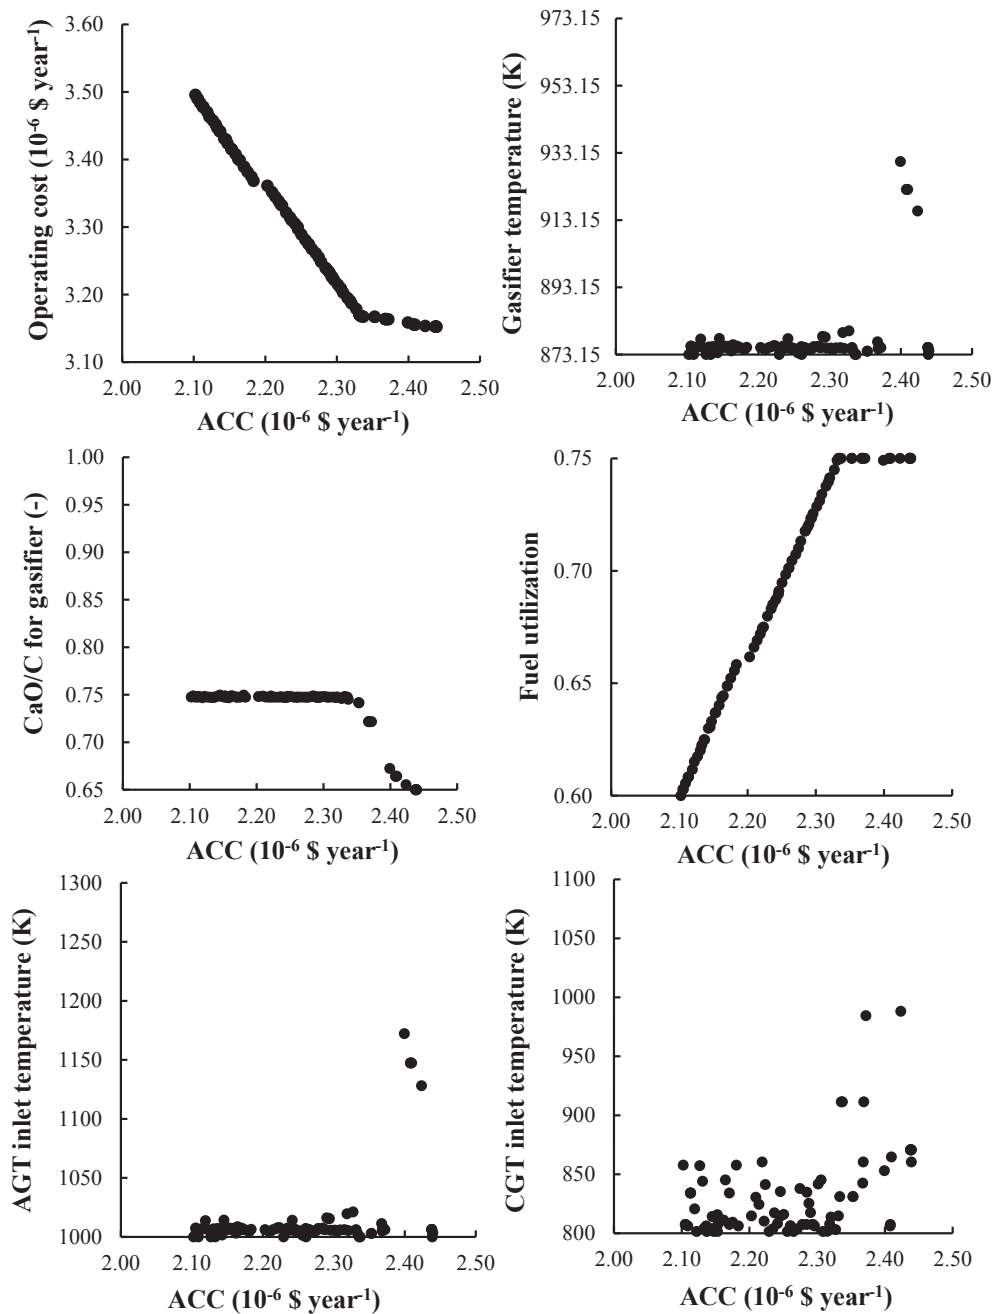 Operating cost (10⁻⁶ $ year⁻¹)
3.60
3.50
3.40
3.30
3.20
3.10
2.00 2.10 2.20 2.30 2.40 2.50
ACC (10⁻⁶ $ year⁻¹)
Gasifier temperature (K)
973.15
953.15
933.15
913.15
893.15
873.15
2.00 2.10 2.20 2.30 2.40 2.50
ACC (10⁻⁶ $ year⁻¹)
CaO/C for gasifier (-)
1.00
0.95
0.90
0.85
0.80
0.75
0.70
0.65
2.00 2.10 2.20 2.30 2.40 2.50
ACC (10⁻⁶ $ year⁻¹)
Fuel utilization
0.75
0.70
0.65
0.60
2.00 2.10 2.20 2.30 2.40 2.50
ACC (10⁻⁶ $ year⁻¹)
AGT inlet temperature (K)
1300
1250
1200
1150
1100
1050
1000
2.00 2.10 2.20 2.30 2.40 2.50
ACC (10⁻⁶ $ year⁻¹)
CGT inlet temperature (K)
1100
1050
1000
950
900
850
800
2.00 2.10 2.20 2.30 2.40 2.50
ACC (10⁻⁶ $ year⁻¹)